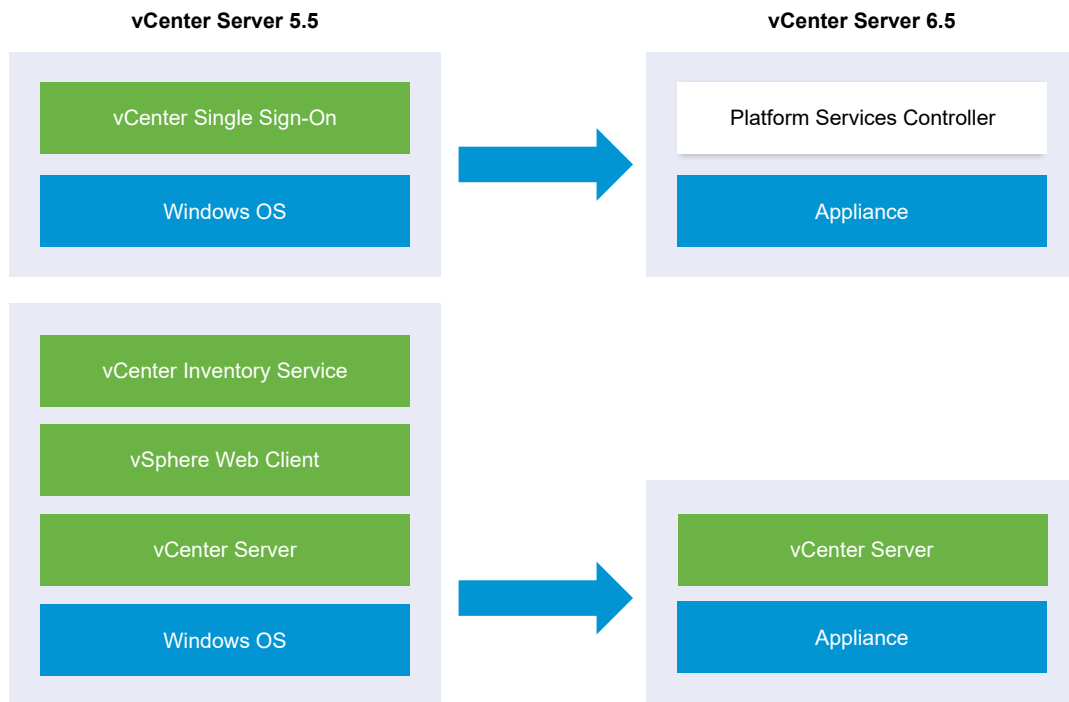 vCenter Server 5.5
vCenter Server 6.5
vCenter Single Sign-On
Platform Services Controller
Windows OS
Appliance
vCenter Inventory Service
vSphere Web Client
vCenter Server
vCenter Server
Windows OS
Appliance